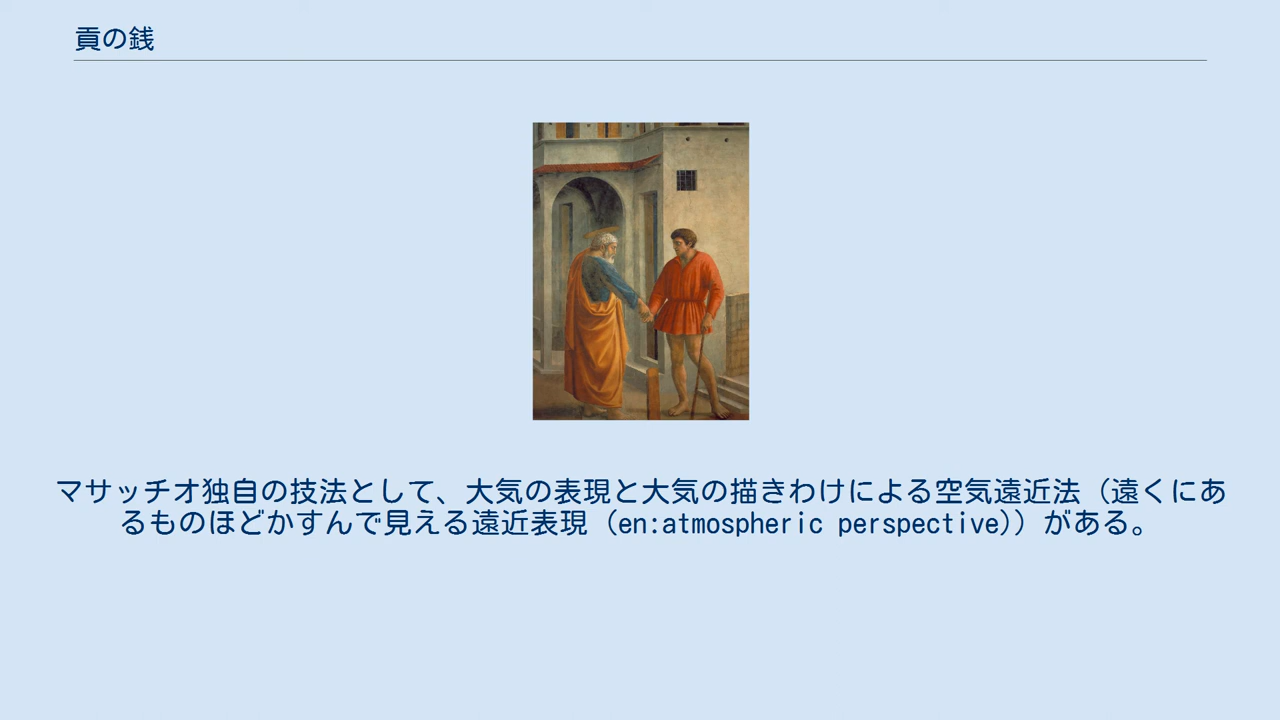 貢の銭
マサッチオ独自の技法として、大気の表現と大気の描きわけによる空気遠近法（遠くにあ
るものほどかすんで見える遠近表現（en:atmospheric perspective)）がある。